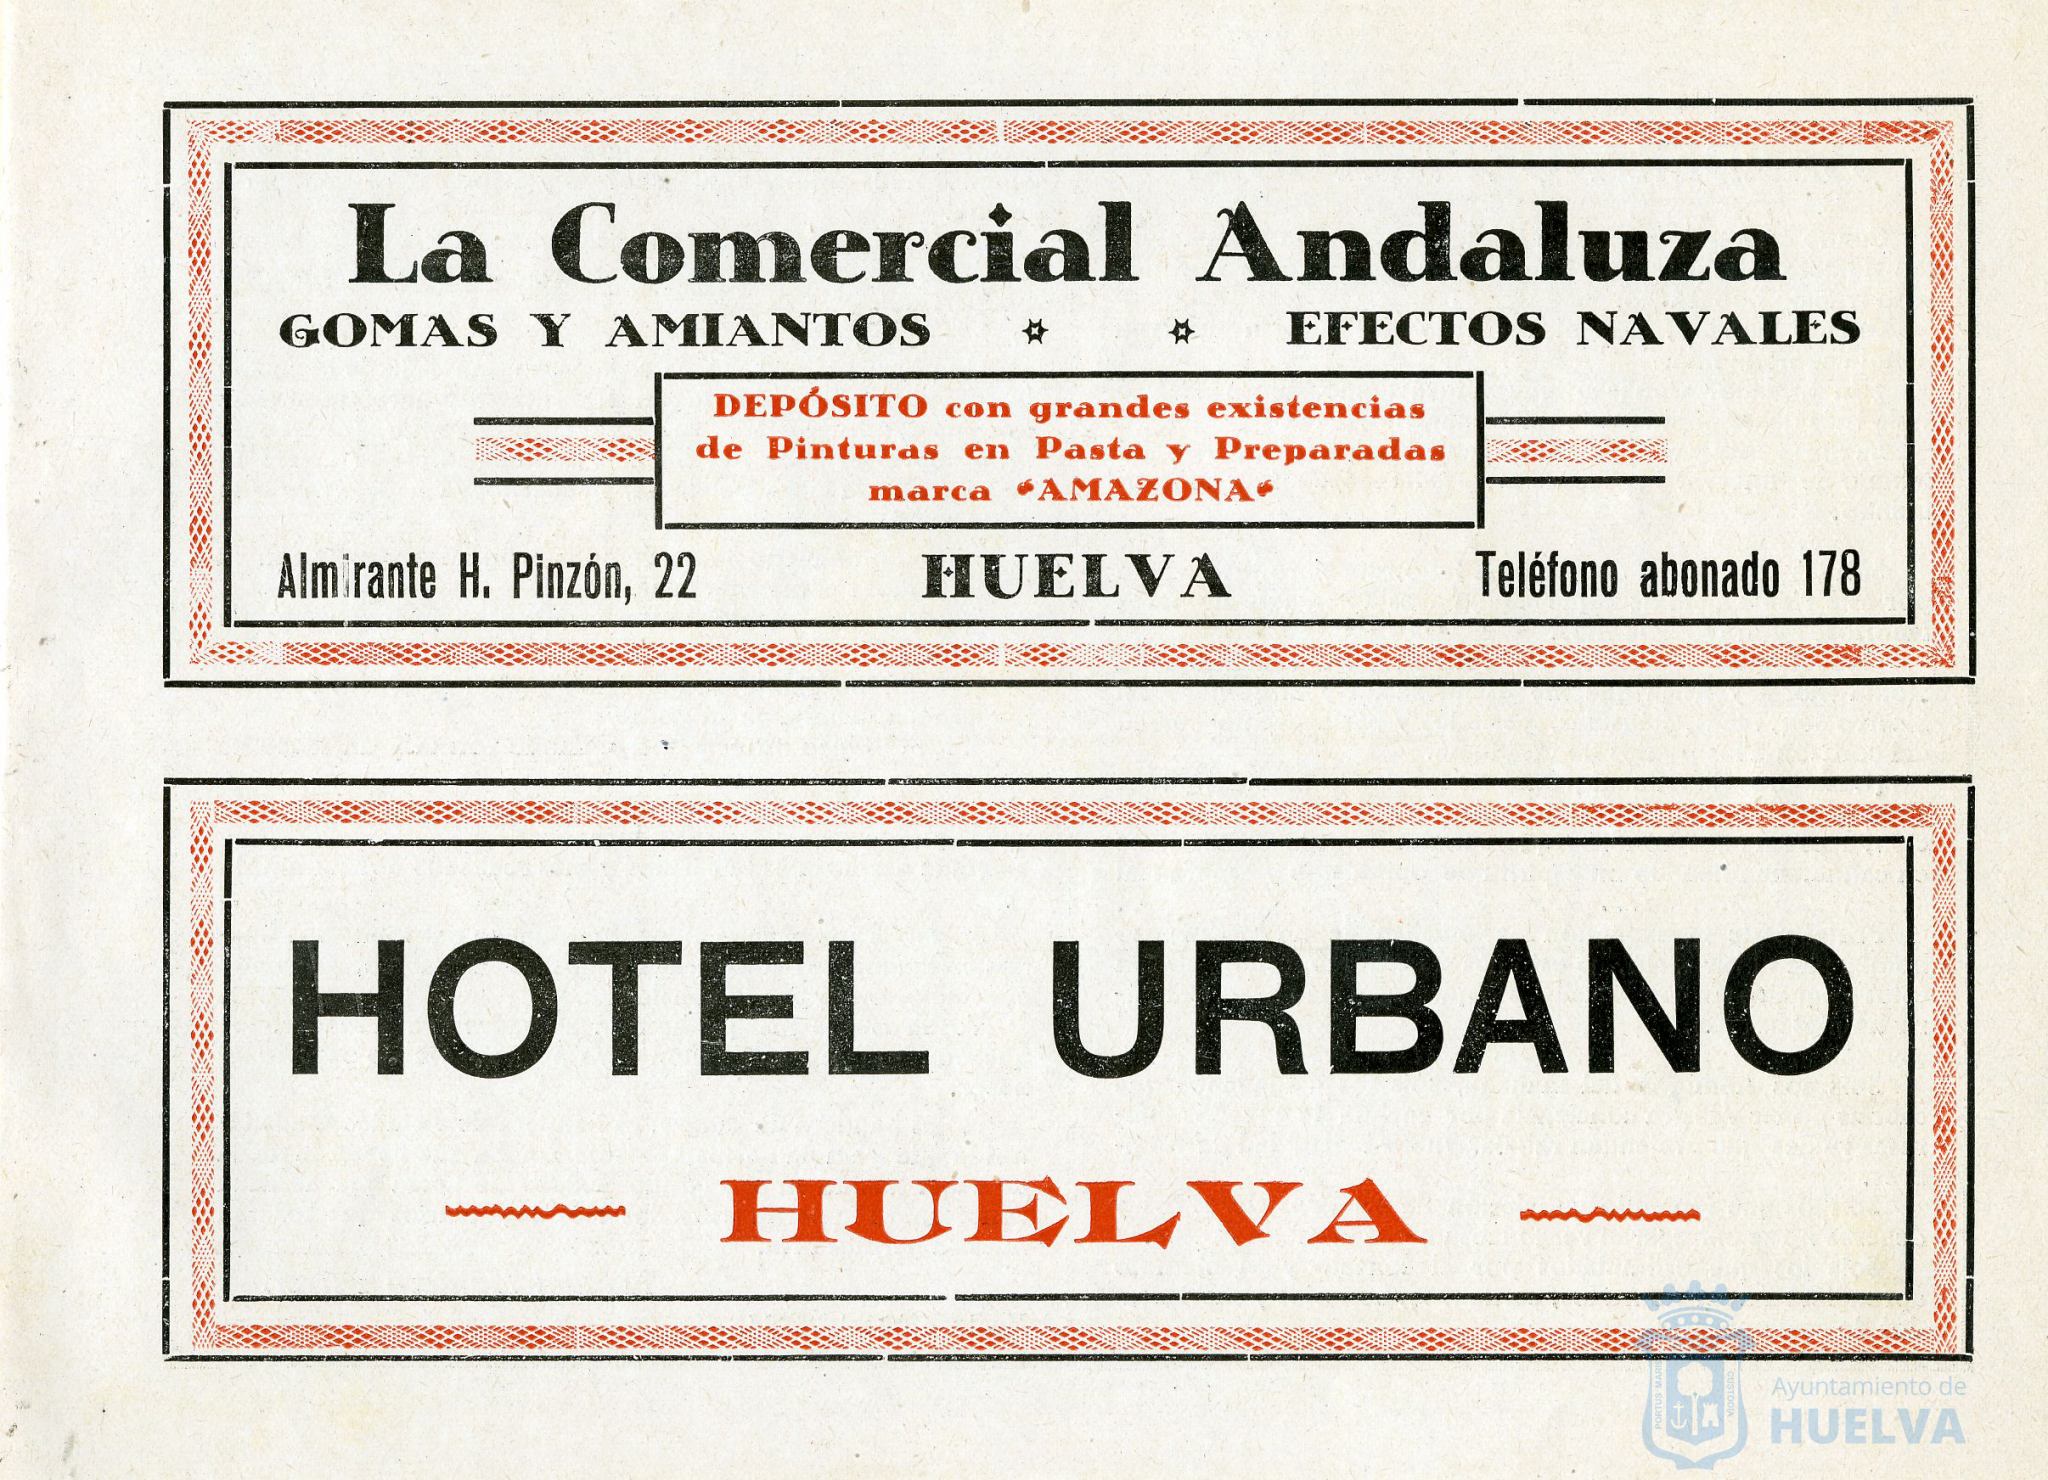 La Comercial Andaluza
GOMAS Y AMIANTOS EFECTOS NAVALES
DEPÓSITO con grandes existencias
de Pinturas en Pasta y Preparadas
marca "AMAZONA"
Almirante H. Pinzón, 22 HUELVA Teléfono abonado 178
HOTEL URBANO
HUELVA
Ayuntamiento de
HUELVA